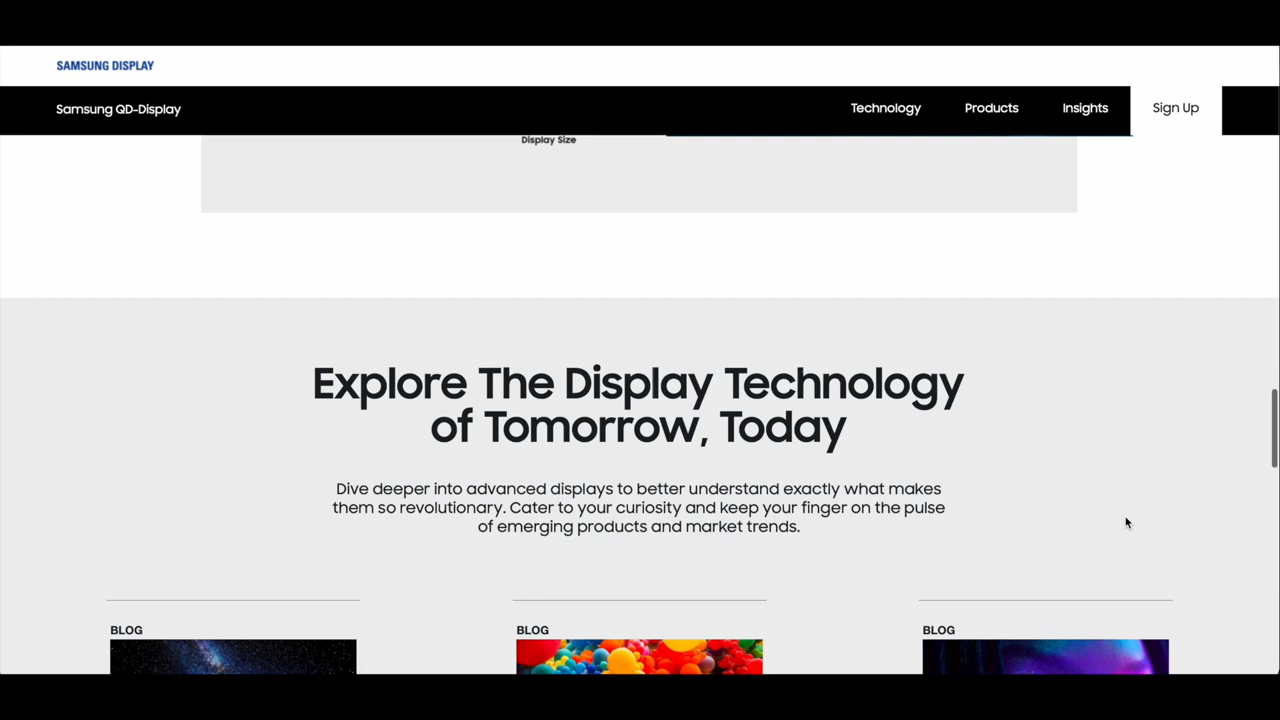 SAMSUNG DISPLAY
Samsung QD-Display
Technology
Products
Insights
Sign Up
Display Size
Explore The Display Technology
of Tomorrow, Today
Dive deeper into advanced displays to better understand exactly what makes
them so revolutionary. Cater to your curiosity and keep your finger on the pulse
of emerging products and market trends.
BLOG
BLOG
BLOG